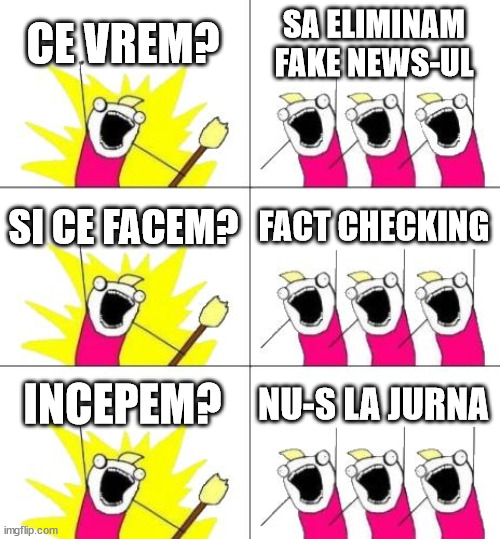 CE VREM?
SA ELIMINAM
FAKE NEWS-UL
SI CE FACEM?
FACT CHECKING
INCEPEM?
NU-S LA JURNA
imgflip.com